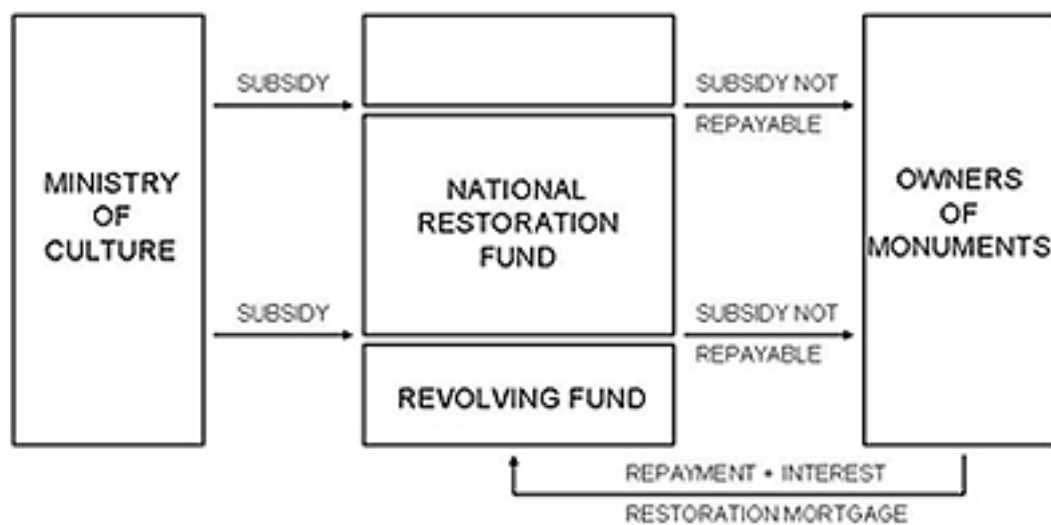 SUBSIDY
SUBSIDY NOT
REPAYABLE
MINISTRY
OF
CULTURE
NATIONAL
RESTORATION
FUND
OWNERS
OF
MONUMENTS
SUBSIDY
SUBSIDY NOT
REPAYABLE
REVOLVING FUND
REPAYMENT + INTEREST
RESTORATION MORTGAGE